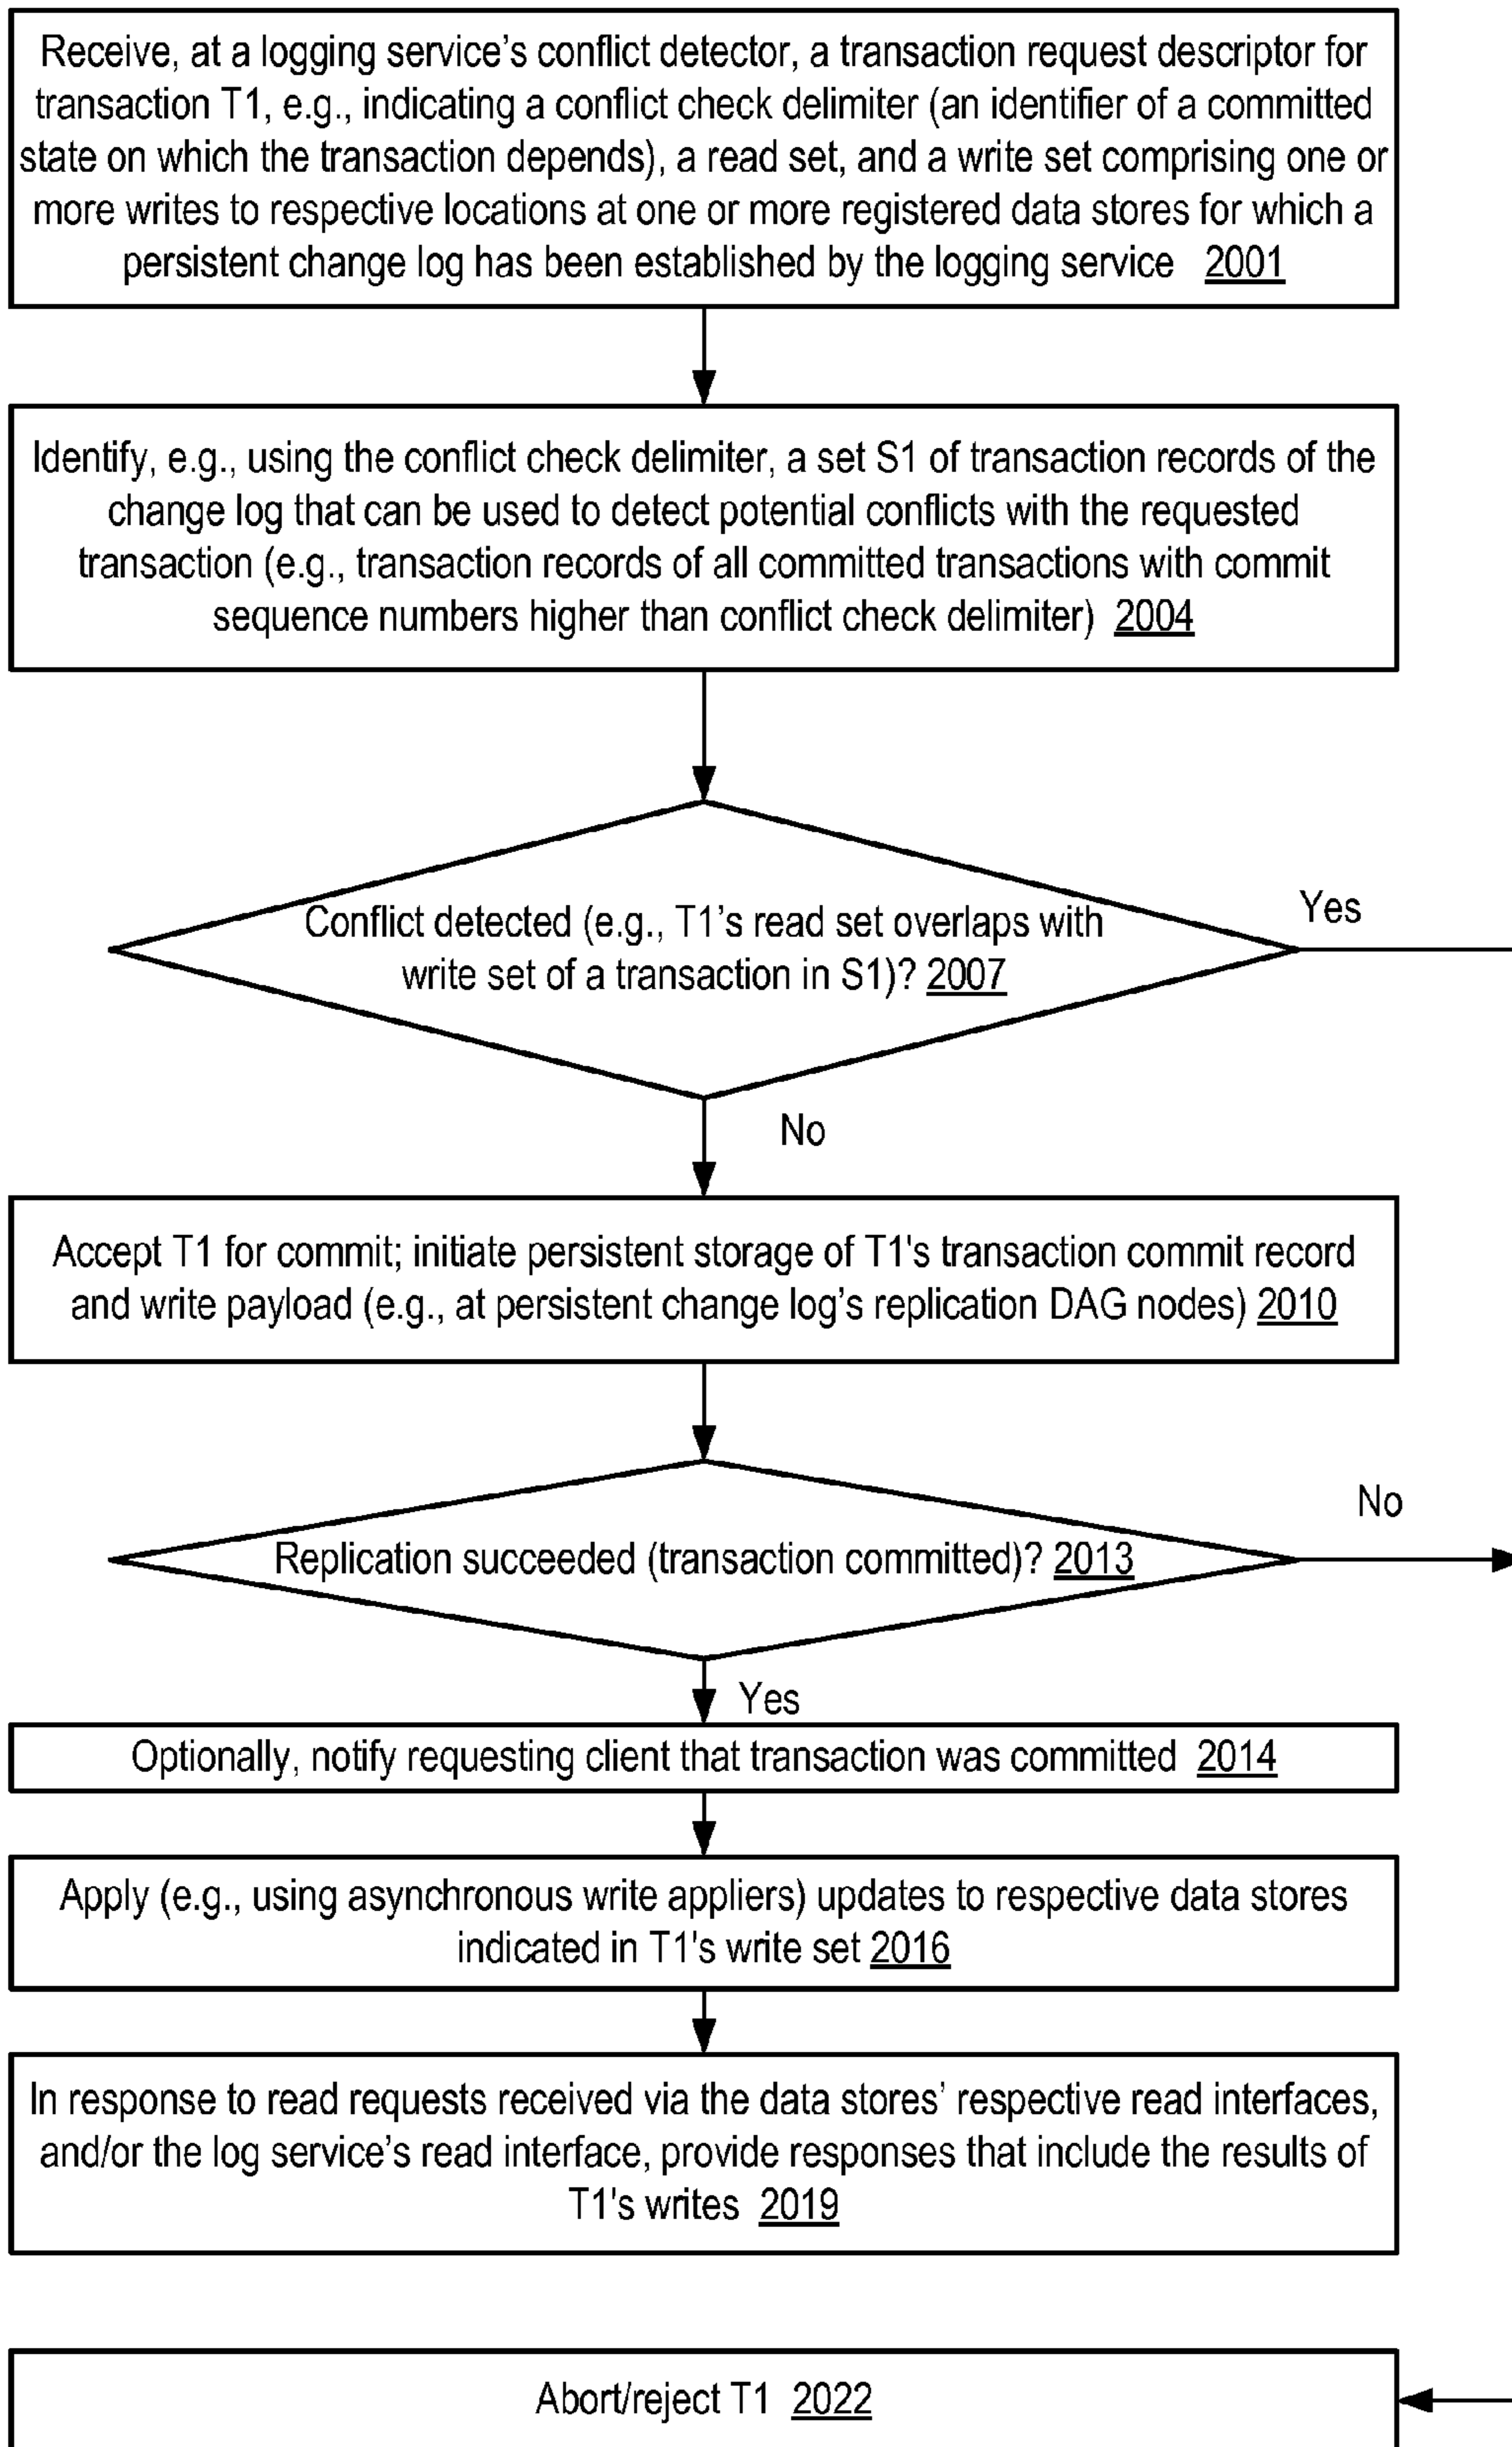 Receive, at a logging service’s conflict detector, a transaction request descriptor for
transaction T1, e.g., indicating a conflict check delimiter (an identifier of a committed
state on which the transaction depends), a read set, and a write set comprising one or
more writes to respective locations at one or more registered data stores for which a
persistent change log has been established by the logging service 2001
Identify, e.g., using the conflict check delimiter, a set S1 of transaction records of the
change log that can be used to detect potential conflicts with the requested
transaction (e.g., transaction records of all committed transactions with commit
sequence numbers higher than conflict check delimiter) 2004
Yes
Conflict detected (e.g., T1’s read set overlaps with
write set of a transaction in S1)? 2007
No
Accept T1 for commit; initiate persistent storage of T1's transaction commit record
and write payload (e.g., at persistent change log’s replication DAG nodes) 2010
No
Replication succeeded (transaction committed)? 2013
Yes
Optionally, notify requesting client that transaction was committed 2014
Apply (e.g., using asynchronous write appliers) updates to respective data stores
indicated in T1's write set 2016
In response to read requests received via the data stores’ respective read interfaces,
and/or the log service’s read interface, provide responses that include the results of
T1's writes 2019
Abort/reject T1 2022